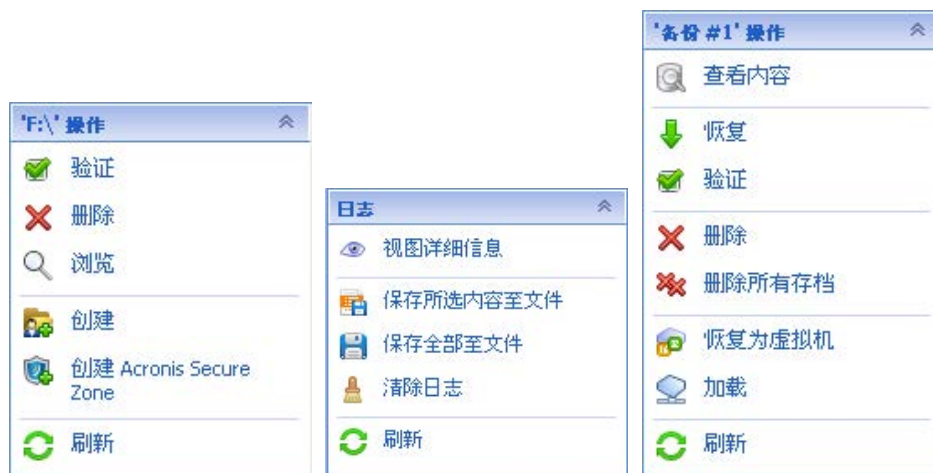 'F:\' 操作
验证
删除
浏览
创建
创建 Acronis Secure
Zone
刷新
日志
视图详细信息
保存所选内容至文件
保存全部至文件
清除日志
刷新
'备份 #1' 操作
查看内容
恢复
验证
删除
删除所有存档
恢复为虚拟机
加载
刷新